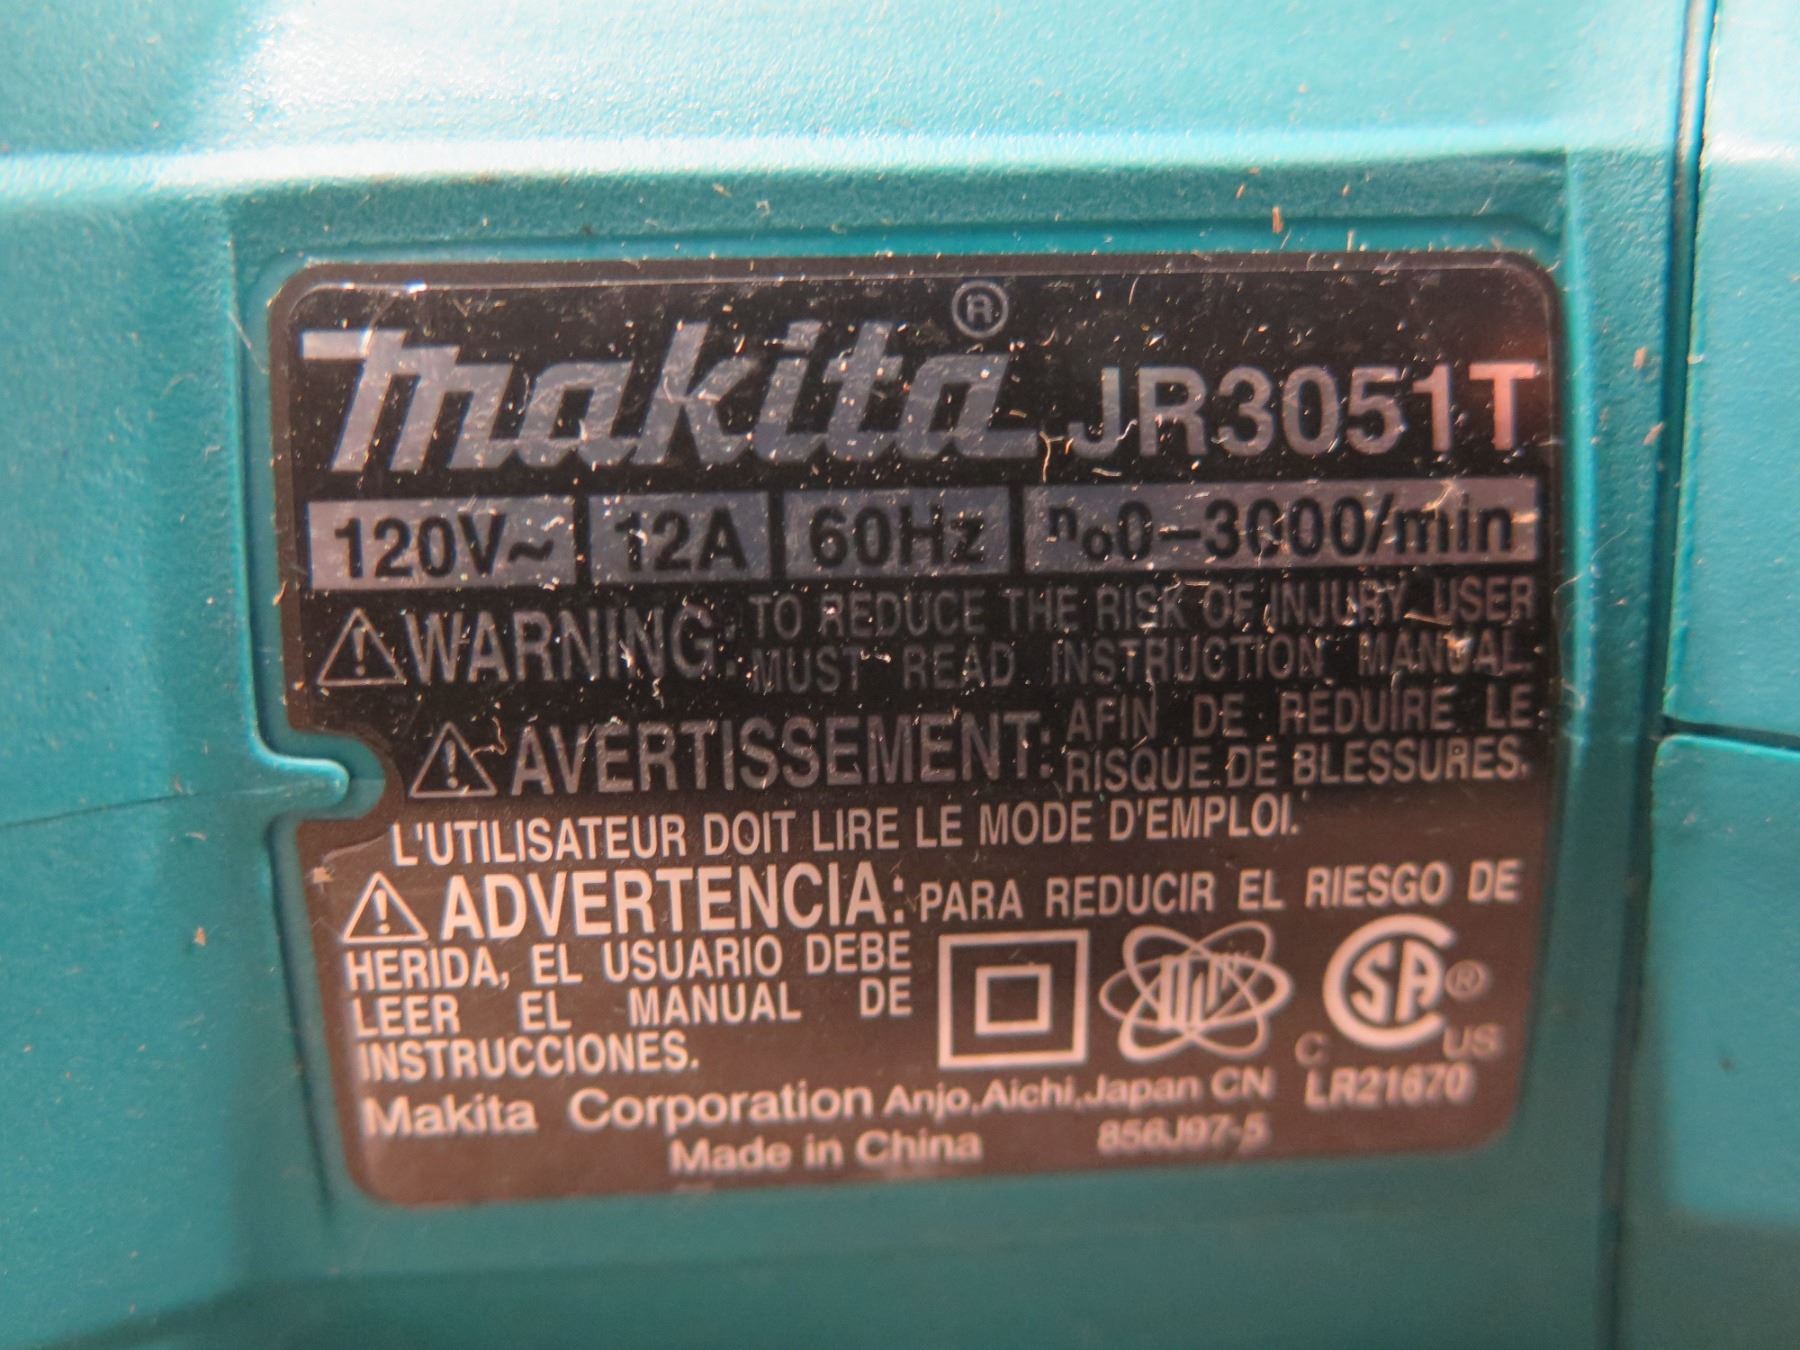 makita® JR3051T
120V~ 12A 60Hz no0-3000/min
WARNING: TO REDUCE THE RISK OF INJURY, USER
MUST READ INSTRUCTION MANUAL.
AVERTISSEMENT: AFIN DE RÉDUIRE LE
RISQUE DE BLESSURES,
L'UTILISATEUR DOIT LIRE LE MODE D'EMPLOI.
ADVERTENCIA: PARA REDUCIR EL RIESGO DE
HERIDA, EL USUARIO DEBE
LEER EL MANUAL DE
INSTRUCCIONES.
SA®
C US
LR21670
Makita Corporation Anjo, Aichi, Japan CN
Made in China 856J97-5